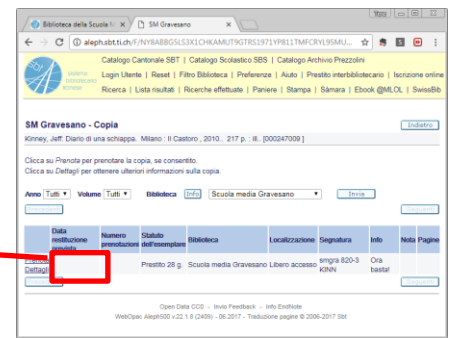 Biblioteca della Scuola M
SM Gravesano
aleph.sbt.ti.ch/F/NY8AB8G5LS3X1CHKAMUT9GTRS1971YP811TMFCRYL95MU...
Catalogo Cantonale SBT | Catalogo Scolastico SBS | Catalogo Archivio Prezzolini
sistema bibliotecario ticinese
Login Utente | Reset | Filtro Biblioteca | Preferenze | Aiuto | Prestito interbibliotecario | Iscrizione online
Ricerca | Lista risultati | Ricerche effettuate | Paniere | Stampa | Sàmara | Ebook @MLOL | SwissBib
SM Gravesano - Copia
Indietro
Kinney, Jeff: Diario di una schiappa. Milano : Il Castoro , 2010.. 217 p. : ill.. [000247009 ]
Clicca su Prenota per prenotare la copia, se consentito.
Clicca su Dettagli per ottenere ulteriori informazioni sulla copia.
Anno Tutti Volume Tutti Biblioteca Info Scuola media Gravesano Invia
Data restituzione prevista Numero prenotazioni Statuto dell'esemplare Biblioteca Localizzazione Segnatura Info Nota Pagine
Prenota Dettagli Prestito 28 g. Scuola media Gravesano Libero accesso smgra 820-3 KINN Ora basta!
Open Data CC0 - Invio Feedback - Info EndNote
WebOpac Aleph500 v.22.1.8 (2409) - 06.2017 - Traduzione pagine © 2006-2017 Sbt